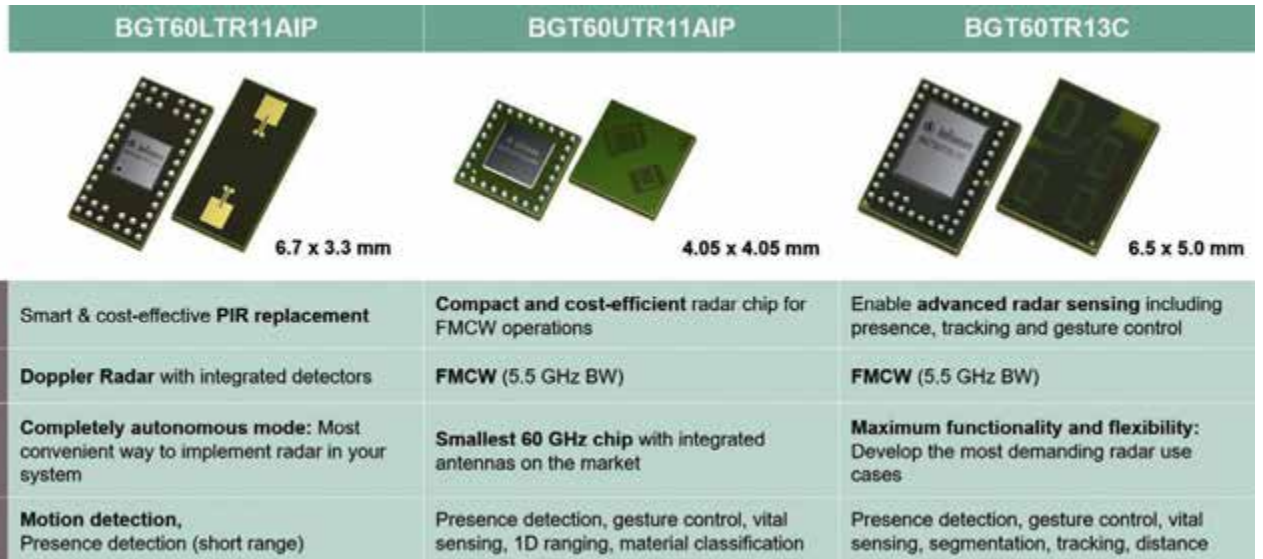 BGT60LTR11AIP
BGT60UTR11AIP
BGT60TR13C
6.7 x 3.3 mm
4.05 x 4.05 mm
6.5 x 5.0 mm
Smart & cost-effective PIR replacement
Compact and cost-efficient radar chip for
FMCW operations
Enable advanced radar sensing including
presence, tracking and gesture control
Doppler Radar with integrated detectors
FMCW (5.5 GHz BW)
FMCW (5.5 GHz BW)
Completely autonomous mode: Most
convenient way to implement radar in your
system
Smallest 60 GHz chip with integrated
antennas on the market
Maximum functionality and flexibility:
Develop the most demanding radar use
cases
Motion detection,
Presence detection (short range)
Presence detection, gesture control, vital
sensing, 1D ranging, material classification
Presence detection, gesture control, vital
sensing, segmentation, tracking, distance